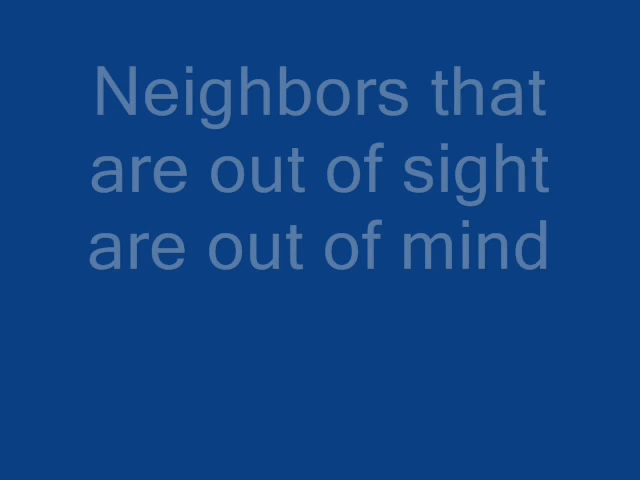 Neighbors that
are out of sight
are out of mind